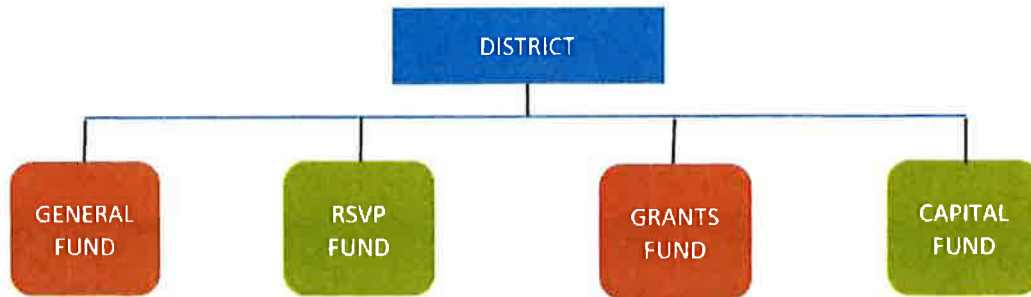 DISTRICT
GENERAL
FUND
RSVP
FUND
GRANTS
FUND
CAPITAL
FUND